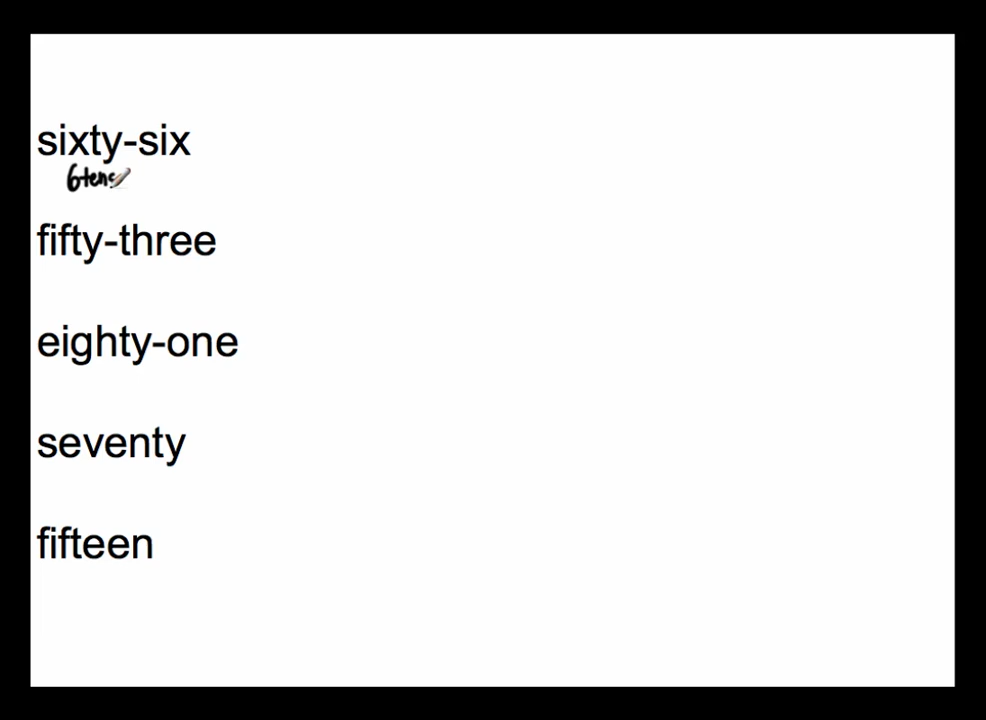 sixty-six
6tens
fifty-three
eighty-one
seventy
fifteen